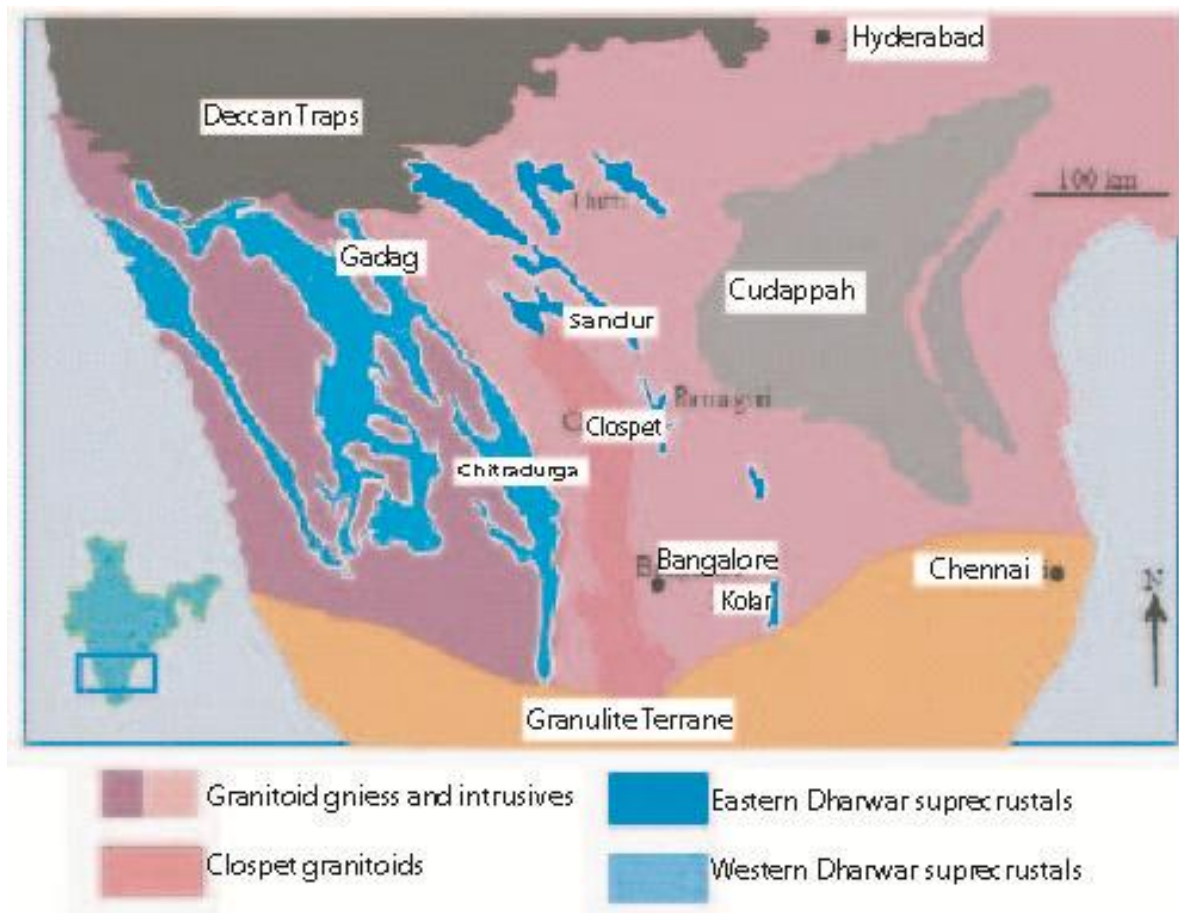 Hyderabad
Deccan Traps
100 km
Gadag
Cudappah
Sandur
Clospet
Chitradurga
Bangalore
Chennai
Kolar
N
Granulite Terrane
Granitoid gniess and intrusives
Eastern Dharwar suprecrustals
Clospet granitoids
Western Dharwar suprecrustals